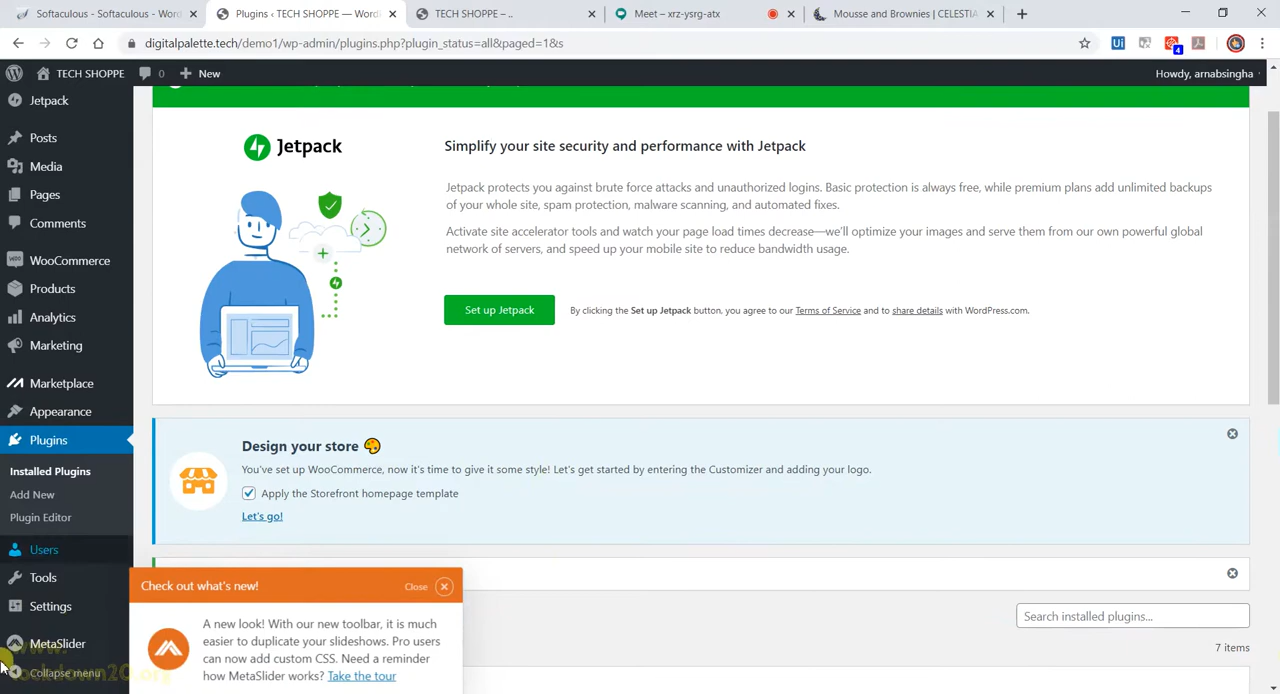 Softaculous - Softaculous - Word
Plugins ‹ TECH SHOPPE — Word
TECH SHOPPE – ..
Meet – xrz-ysrg-atx
Mousse and Brownies | CELESTIA
digitalpalette.tech/demo1/wp-admin/plugins.php?plugin_status=all&paged=1&s
4
TECH SHOPPE
0
New
Howdy, arnabsingha
Jetpack
Posts
Media
Pages
Comments
WooCommerce
Products
Analytics
Marketing
Marketplace
Appearance
Plugins
Installed Plugins
Add New
Plugin Editor
Users
Tools
Settings
MetaSlider
Collapse menu
www.
lockdown20.org
Jetpack
Simplify your site security and performance with Jetpack
Jetpack protects you against brute force attacks and unauthorized logins. Basic protection is always free, while premium plans add unlimited backups
of your whole site, spam protection, malware scanning, and automated fixes.
Activate site accelerator tools and watch your page load times decrease—we'll optimize your images and serve them from our own powerful global
network of servers, and speed up your mobile site to reduce bandwidth usage.
Set up Jetpack
By clicking the Set up Jetpack button, you agree to our Terms of Service and to share details with WordPress.com.
Design your store
You've set up WooCommerce, now it's time to give it some style! Let's get started by entering the Customizer and adding your logo.
Apply the Storefront homepage template
Let's go!
Check out what's new!
Close
A new look! With our new toolbar, it is much
easier to duplicate your slideshows. Pro users
can now add custom CSS. Need a reminder
how MetaSlider works? Take the tour
Search installed plugins...
7 items